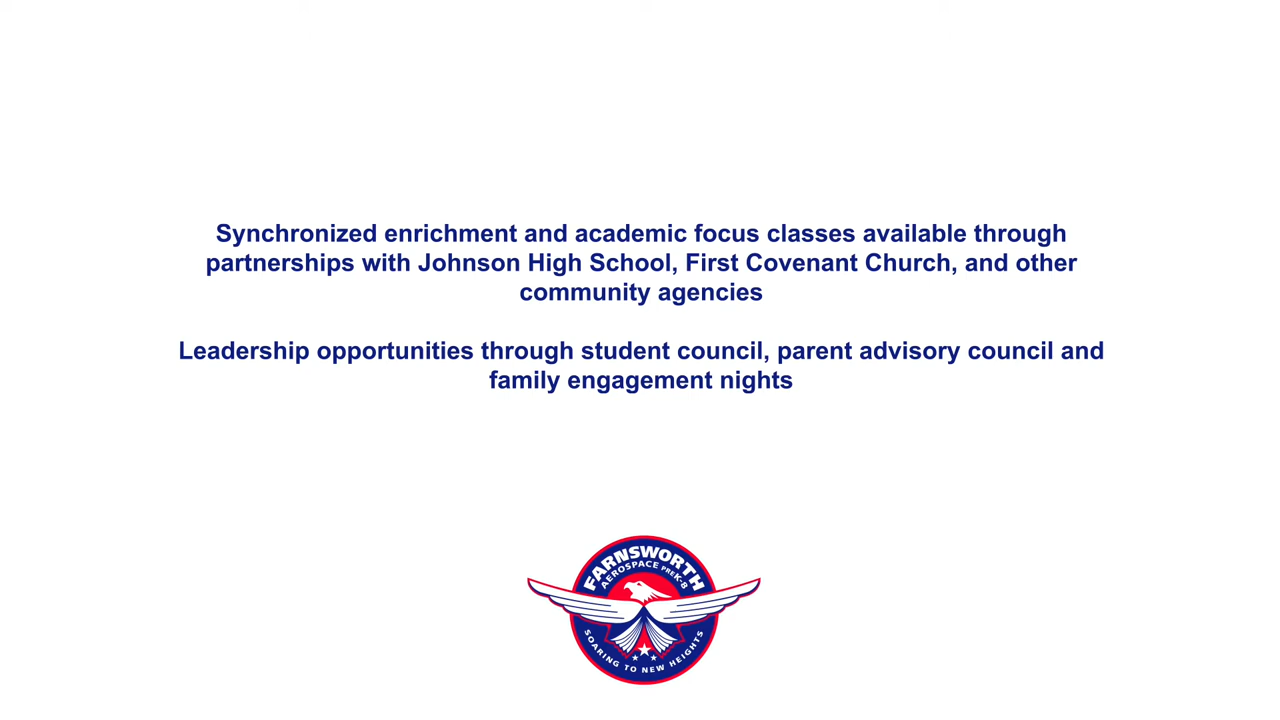 Synchronized enrichment and academic focus classes available through
partnerships with Johnson High School, First Covenant Church, and other
community agencies
Leadership opportunities through student council, parent advisory council and
family engagement nights
FARNSWORTH
AEROSPACE PREK-8
SOARING TO NEW HEIGHTS